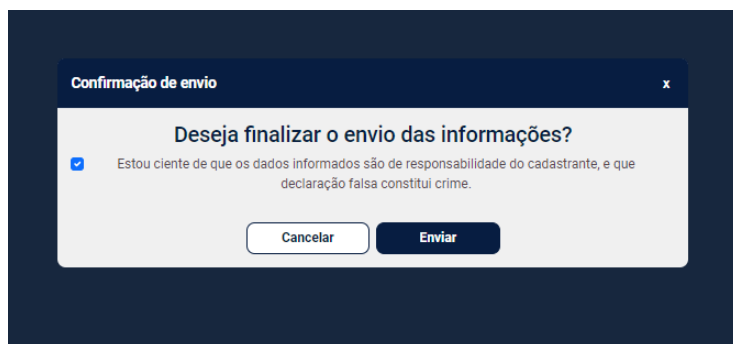 Confirmação de envio
x
Deseja finalizar o envio das informações?
Estou ciente de que os dados informados são de responsabilidade do cadastrante, e que
declaração falsa constitui crime.
Cancelar
Enviar